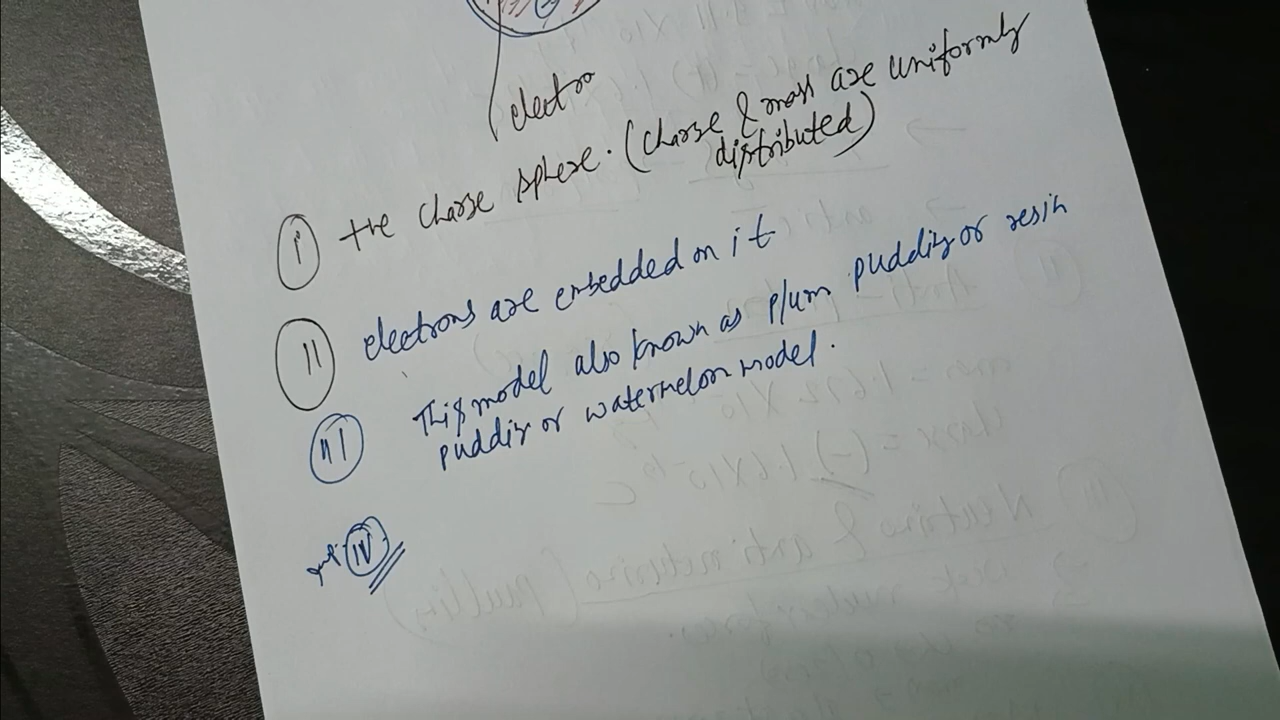 electro
(i) +ve charge sphere. (charge & mass are uniformly
distributed)
(ii) electrons are embedded on it
(iii) This model also known as plum pudding or resin
pudding or watermelon model.
(iv)